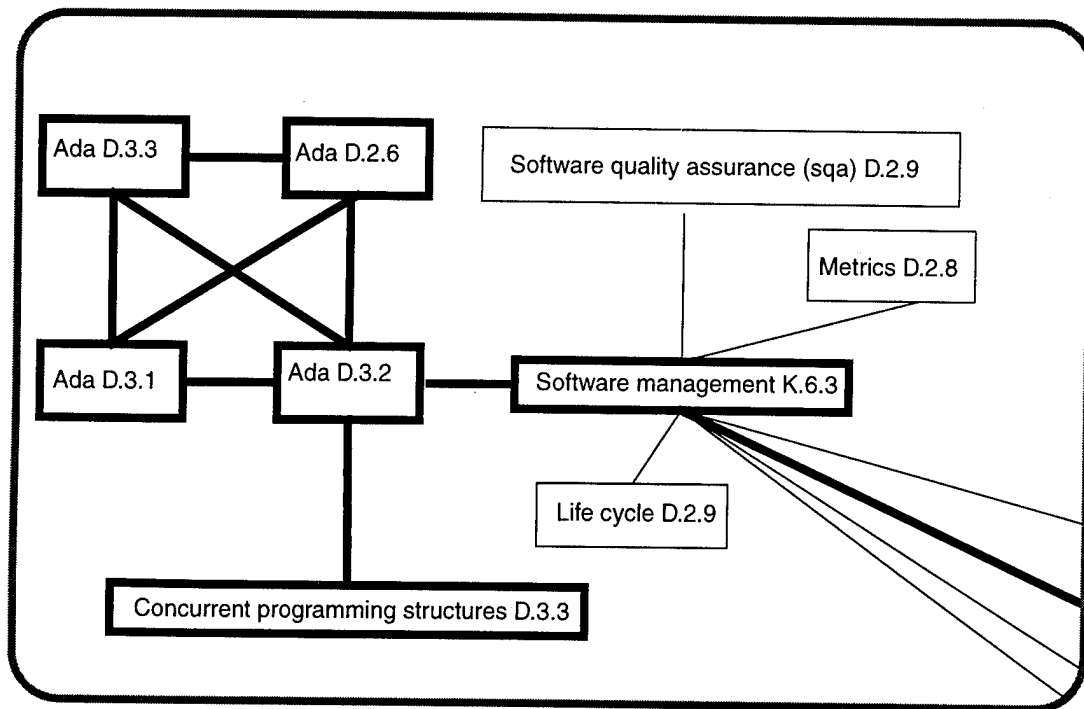 Ada D.3.3
Ada D.2.6
Software quality assurance (sqa) D.2.9
Metrics D.2.8
Ada D.3.1
Ada D.3.2
Software management K.6.3
Life cycle D.2.9
Concurrent programming structures D.3.3